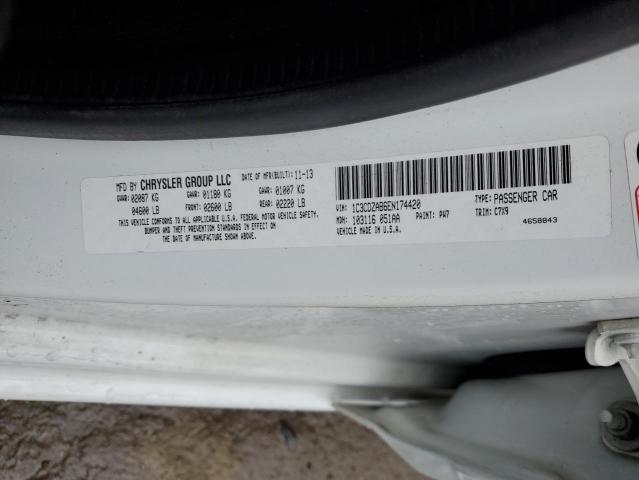 MFD BY CHRYSLER GROUP LLC DATE OF MFR(BUILT): 11-13
GVWR: 02087 KG GAWR: 01180 KG GAWR: 01007 KG
04600 LB FRONT: 02600 LB REAR: 02220 LB
THIS VEHICLE CONFORMS TO ALL APPLICABLE U.S.A. FEDERAL MOTOR VEHICLE SAFETY,
BUMPER AND THEFT PREVENTION STANDARDS IN EFFECT ON
THE DATE OF MANUFACTURE SHOWN ABOVE.
VIN: 1C3CDZAB6EN174420 TYPE: PASSENGER CAR
MDH: 103116 051AA PAINT: PW7 TRIM: C7X9
VEHICLE MADE IN U.S.A. 4658843